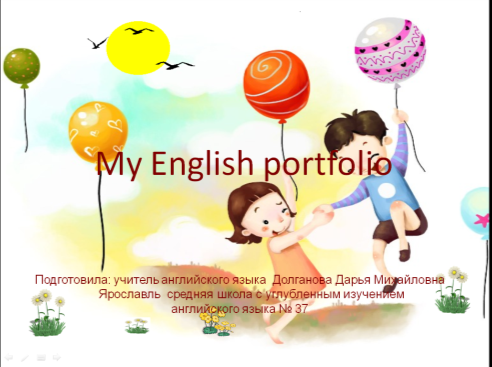 My English portfolio
Подготовила: учитель английского языка Долганова Дарья Михайловна
Ярославль средняя школа с углубленным изучением
английского языка № 37